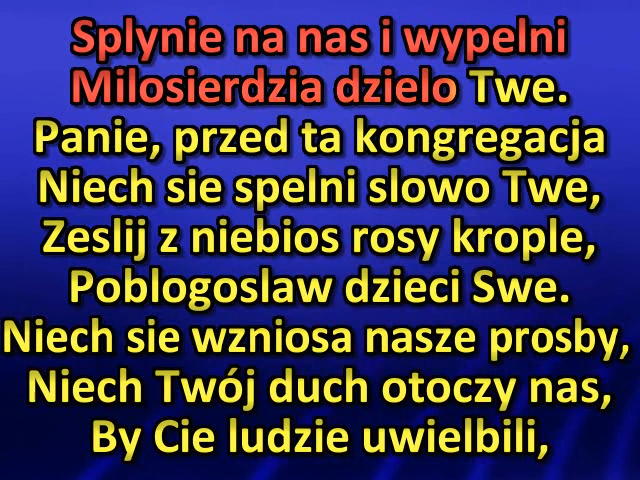 Splynie na nas i wypelni
Milosierdzia dzielo Twe.
Panie, przed ta kongregacja
Niech sie spelni slowo Twe,
Zeslij z niebios rosy krople,
Poblogoslaw dzieci Swe.
Niech sie wzniosa nasze prosby,
Niech Twój duch otoczy nas,
By Cie ludzie uwielbili,